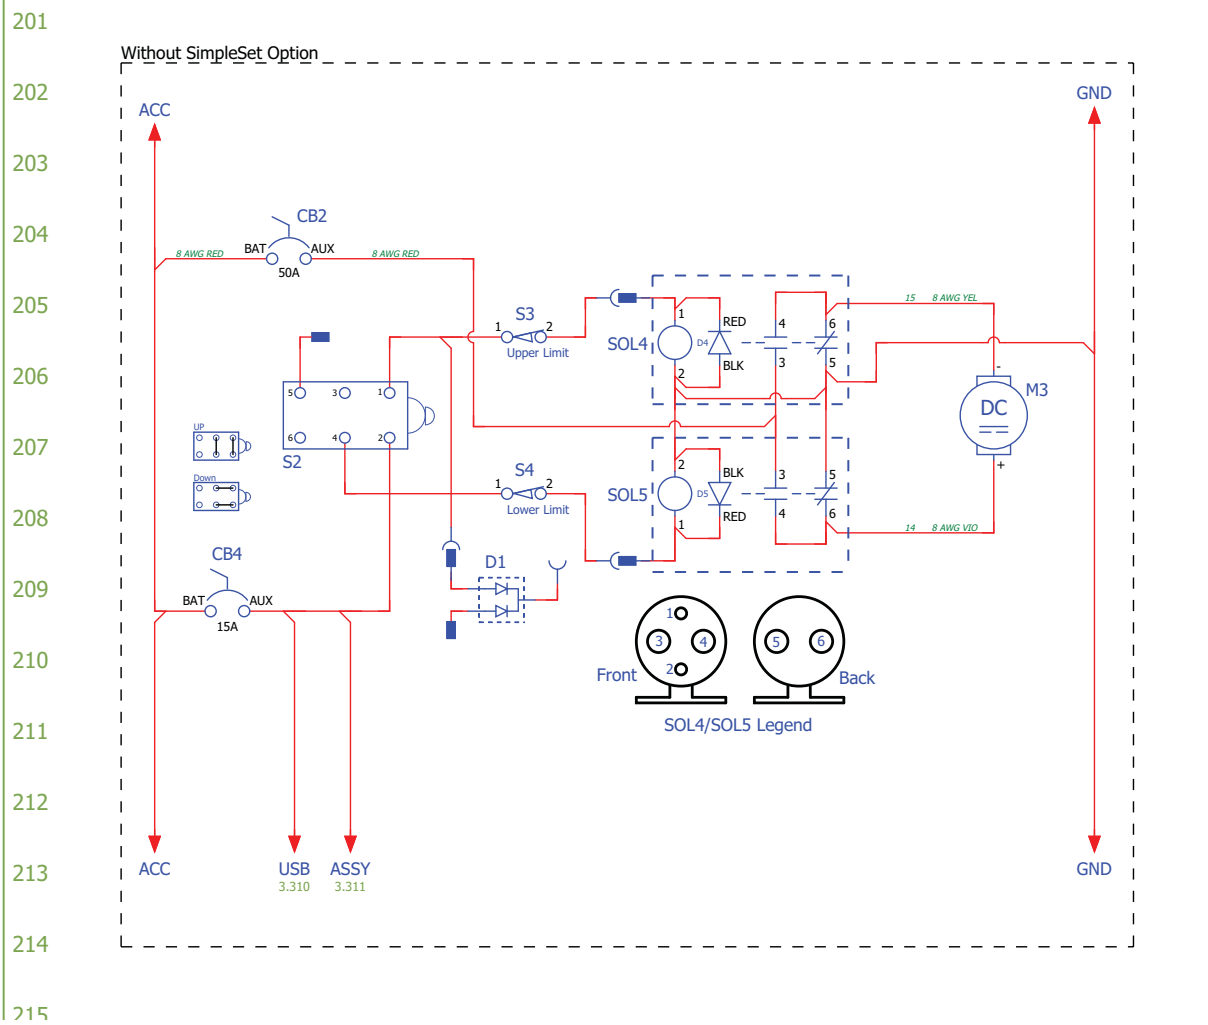 201
Without SimpleSet Option
202
ACC
GND
203
CB2
204
BAT
AUX
8 AWG RED
8 AWG RED
50A
205
15 8 AWG YEL
S3
1
2
Upper Limit
1
RED
4
6
SOL4
D4
BLK
3
5
2
206
-
M3
DC
+
5
3
1
6
4
2
S2
207
UP
Down
2
BLK
3
5
S4
1
2
Lower Limit
SOL5
D5
RED
4
6
1
208
14 8 AWG VIO
CB4
D1
209
BAT
AUX
15A
1
3
4
2
5
6
210
Front
Back
211
SOL4/SOL5 Legend
212
213
ACC
USB
ASSY
GND
3.310
3.311
214
215